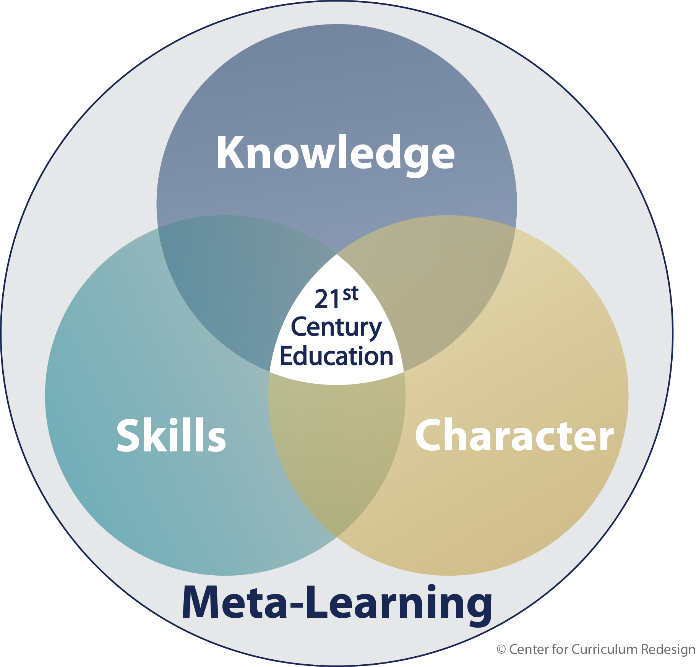 Knowledge
21st
Century
Education
Skills
Character
Meta-Learning
© Center for Curriculum Redesign